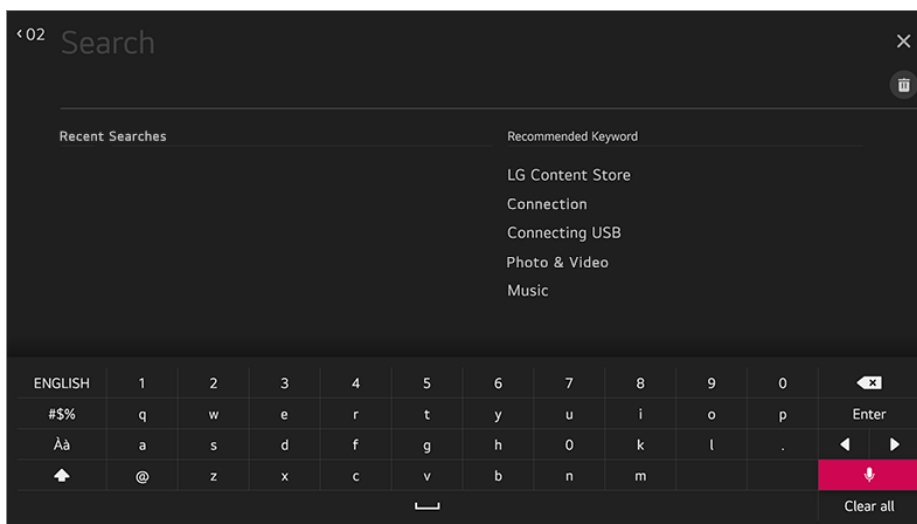 02
Search
Recent Searches
Recommended Keyword
LG Content Store
Connection
Connecting USB
Photo & Video
Music
ENGLISH 1 2 3 4 5 6 7 8 9 0
#$% q w e r t y u i o p Enter
Àà a s d f g h 0 k l .
@ z x c v b n m
Clear all